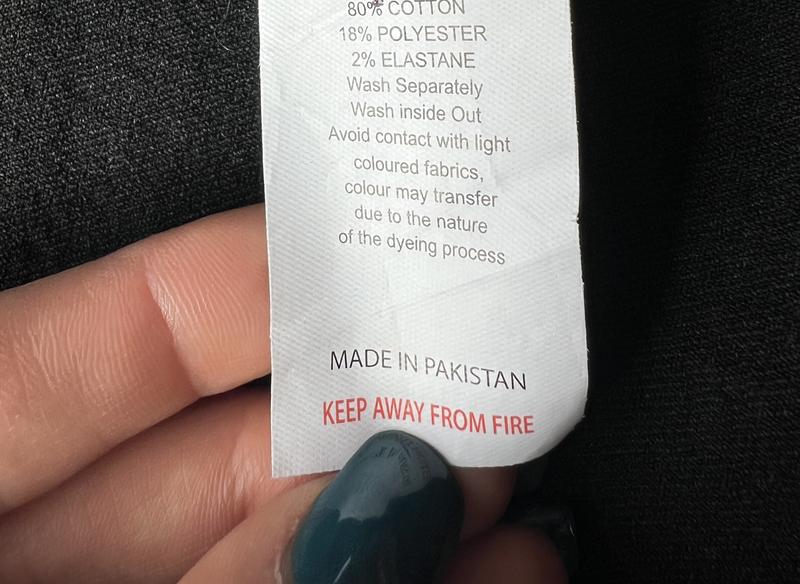 80% COTTON
18% POLYESTER
2% ELASTANE
Wash Separately
Wash inside Out
Avoid contact with light
coloured fabrics,
colour may transfer
due to the nature
of the dyeing process
MADE IN PAKISTAN
KEEP AWAY FROM FIRE